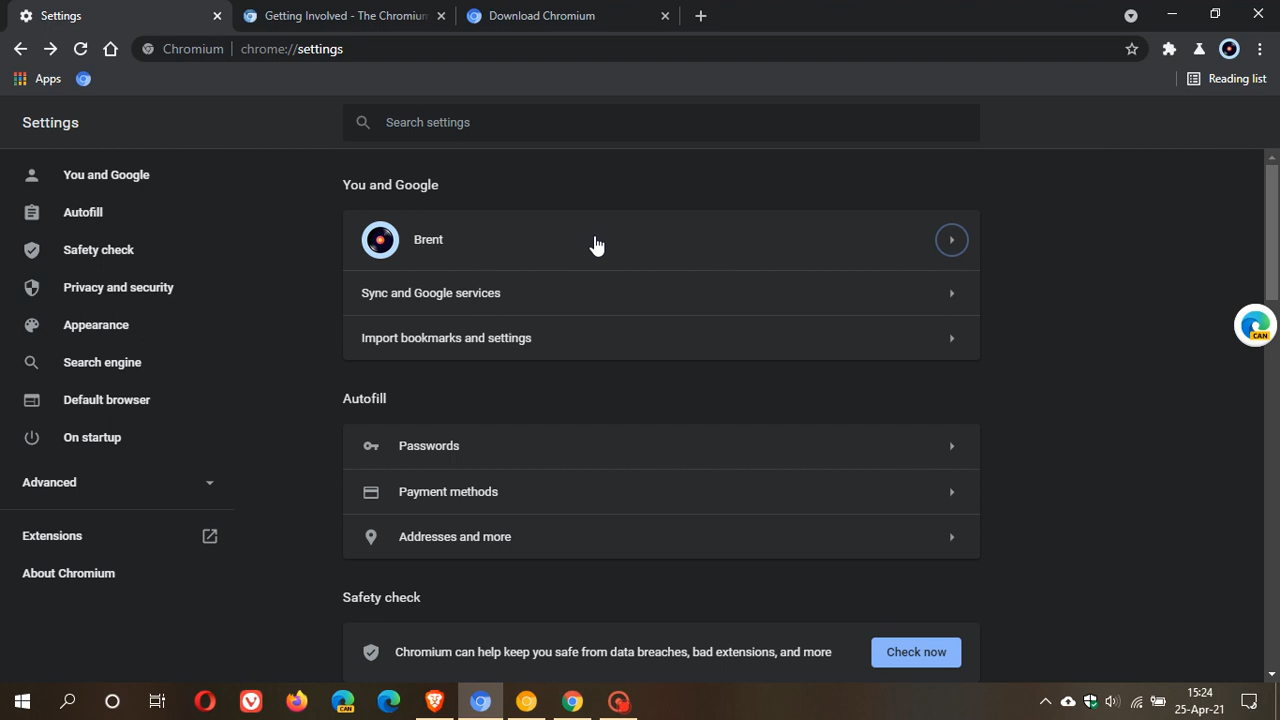 Settings
Getting Involved - The Chromium
Download Chromium
Chromium
chrome://settings
Apps
Reading list
Settings
Search settings
You and Google
Autofill
Safety check
Privacy and security
Appearance
Search engine
Default browser
On startup
Advanced
Extensions
About Chromium
You and Google
Brent
Sync and Google services
Import bookmarks and settings
Autofill
Passwords
Payment methods
Addresses and more
Safety check
Chromium can help keep you safe from data breaches, bad extensions, and more
Check now
CAN
CAN
15:24
25-Apr-21